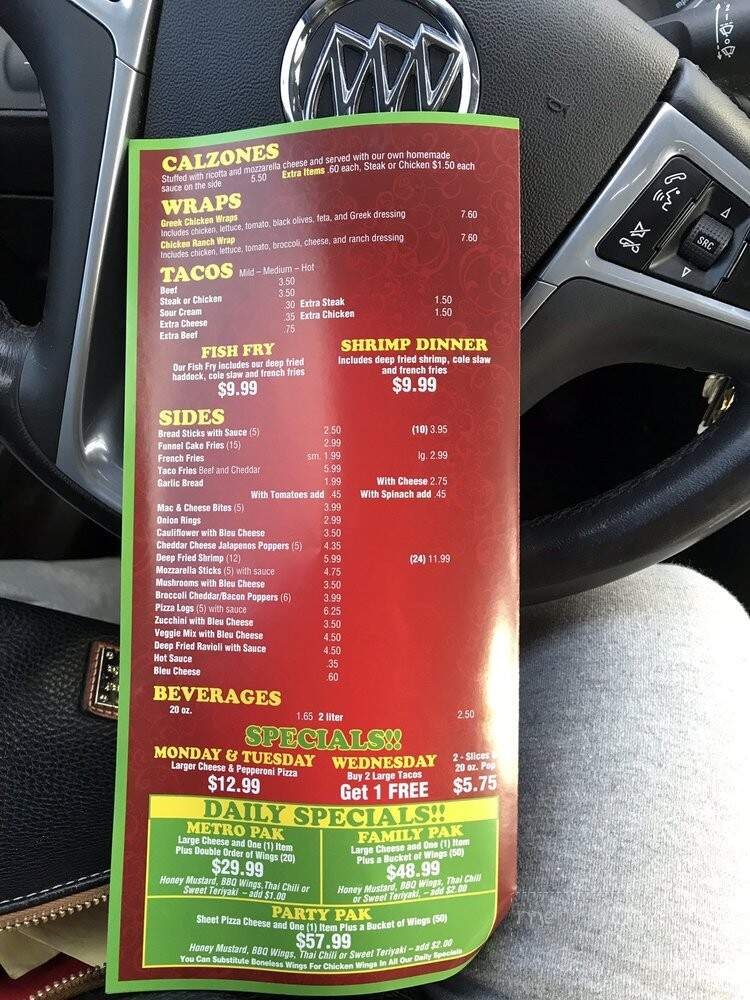 CALZONES
Stuffed with ricotta and mozzarella cheese and served with our own homemade
sauce on the side 5.50 Extra Items .60 each, Steak or Chicken $1.50 each
WRAPS
Greek Chicken Wraps 7.60
Includes chicken, lettuce, tomato, black olives, feta, and Greek dressing
Chicken Ranch Wrap 7.60
Includes chicken, lettuce, tomato, broccoli, cheese, and ranch dressing
TACOS Mild – Medium – Hot
Beef 3.50
Steak or Chicken 3.50
Sour Cream .30 Extra Steak 1.50
Extra Cheese .35 Extra Chicken 1.50
Extra Beef .75
FISH FRY
Our Fish Fry includes our deep fried
haddock, cole slaw and french fries
$9.99
SHRIMP DINNER
Includes deep fried shrimp, cole slaw
and french fries
$9.99
SIDES
Bread Sticks with Sauce (5) 2.50 (10) 3.95
Funnel Cake Fries (15) 2.99
French Fries sm. 1.99 lg. 2.99
Taco Fries Beef and Cheddar 5.99
Garlic Bread 1.99 With Cheese 2.75
With Tomatoes add .45 With Spinach add .45
Mac & Cheese Bites (5) 3.99
Onion Rings 2.99
Cauliflower with Bleu Cheese 3.50
Cheddar Cheese Jalapenos Poppers (5) 4.35
Deep Fried Shrimp (12) 5.99 (24) 11.99
Mozzarella Sticks (5) with sauce 4.75
Mushrooms with Bleu Cheese 3.50
Broccoli Cheddar/Bacon Poppers (6) 3.99
Pizza Logs (5) with sauce 6.25
Zucchini with Bleu Cheese 3.50
Veggie Mix with Bleu Cheese 4.50
Deep Fried Ravioli with Sauce 4.50
Hot Sauce .35
Bleu Cheese .60
BEVERAGES
20 oz. 1.65 2 liter 2.50
SPECIALS!!
MONDAY & TUESDAY
Larger Cheese & Pepperoni Pizza
$12.99
WEDNESDAY
Buy 2 Large Tacos
Get 1 FREE
2 - Slices
20 oz. Pop
$5.75
DAILY SPECIALS!!
METRO PAK
Large Cheese and One (1) Item
Plus Double Order of Wings (20)
$29.99
Honey Mustard, BBQ Wings, Thai Chili or
Sweet Teriyaki – add $1.00
FAMILY PAK
Large Cheese and One (1) Item
Plus a Bucket of Wings (50)
$48.99
Honey Mustard, BBQ Wings, Thai Chili
or Sweet Teriyaki – add $2.00
PARTY PAK
Sheet Pizza Cheese and One (1) Item Plus a Bucket of Wings (50)
$57.99
Honey Mustard, BBQ Wings, Thai Chili or Sweet Teriyaki – add $2.00
You Can Substitute Boneless Wings For Chicken Wings In All Our Daily Specials
SRC